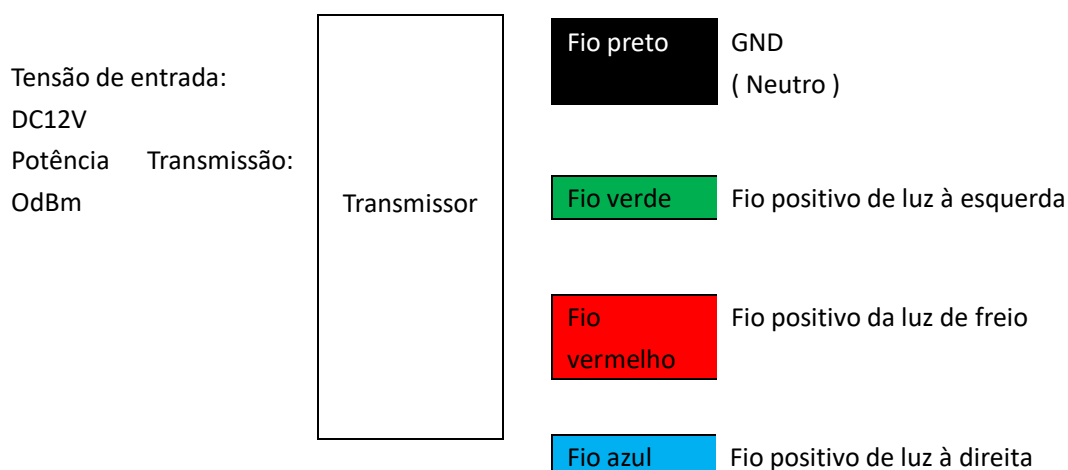 Tensão de entrada:
DC12V
Potência Transmissão:
OdBm
Transmissor
Fio preto
GND
( Neutro )
Fio verde
Fio positivo de luz à esquerda
Fio
vermelho
Fio positivo da luz de freio
Fio azul
Fio positivo de luz à direita